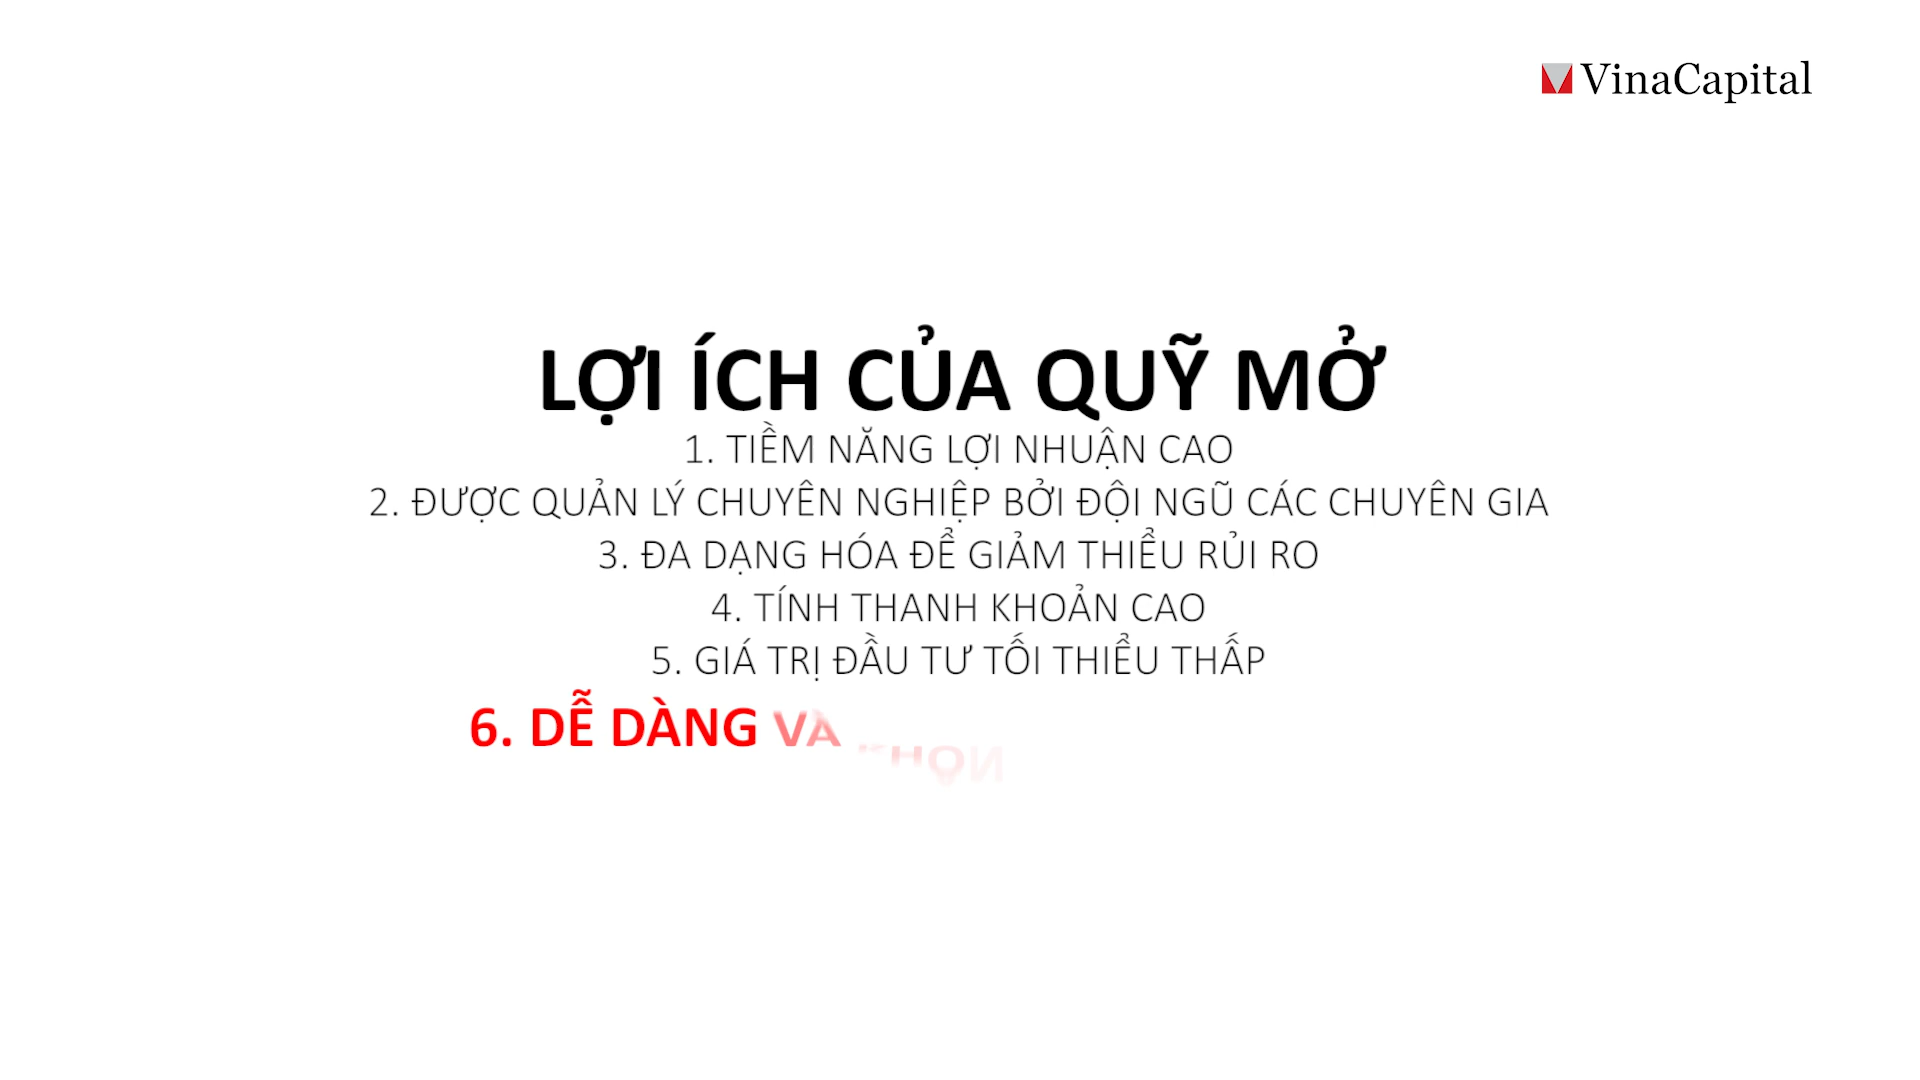 VinaCapital
LỢI ÍCH CỦA QUỸ MỞ
1. TIỀM NĂNG LỢI NHUẬN CAO
2. ĐƯỢC QUẢN LÝ CHUYÊN NGHIỆP BỞI ĐỘI NGŨ CÁC CHUYÊN GIA
3. ĐA DẠNG HÓA ĐỂ GIẢM THIỂU RỦI RO
4. TÍNH THANH KHOẢN CAO
5. GIÁ TRỊ ĐẦU TƯ TỐI THIỂU THẤP
6. DỄ DÀNG VÀ